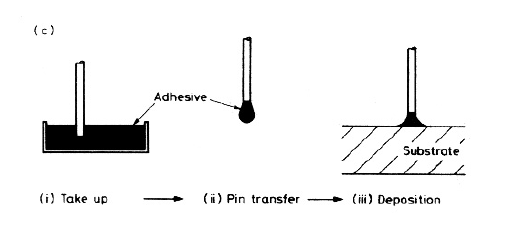 (c)
Adhesive
Substrate
(i) Take up
(ii) Pin transfer
(iii) Deposition